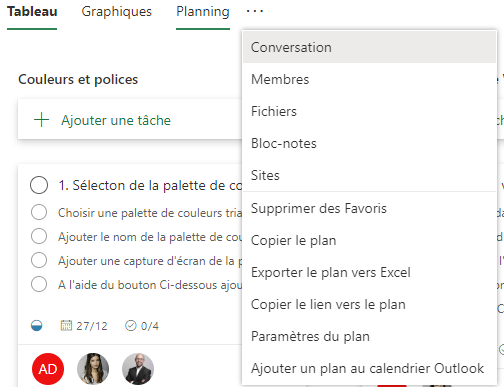 Tableau Graphiques Planning ···
Conversation
Membres
Fichiers
Bloc-notes
Sites
Supprimer des Favoris
Copier le plan
Exporter le plan vers Excel
Copier le lien vers le plan
Paramètres du plan
Ajouter un plan au calendrier Outlook
Couleurs et polices
Ajouter une tâche
1. Sélecton de la palette de co
Choisir une palette de couleurs tria
Ajouter le nom de la palette de cou
Ajouter une capture d'écran de la p
A l'aide du bouton Ci-dessous ajou
27/12 0/4
AD